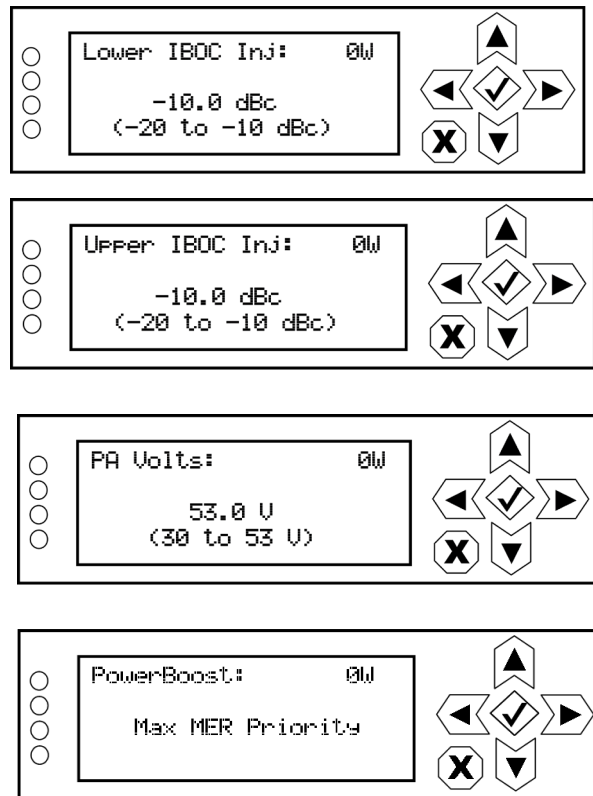 Lower IBOC Inj: 0W
-10.0 dBc
(-20 to -10 dBc)
X
Upper IBOC Inj: 0W
-10.0 dBc
(-20 to -10 dBc)
X
PA Volts: 0W
53.0 V
(30 to 53 V)
X
PowerBoost: 0W
Max MER Priority
X